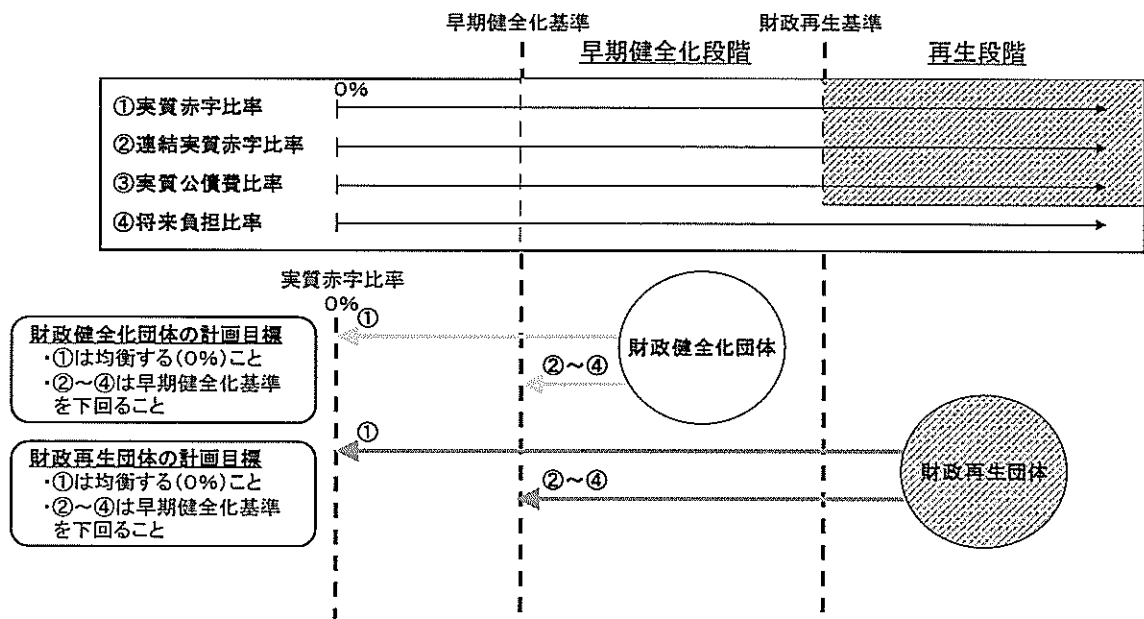 早期健全化基準
財政再生基準
早期健全化段階
再生段階
0%
①実質赤字比率
②連結実質赤字比率
③実質公債費比率
④将来負担比率
実質赤字比率
0%
財政健全化団体の計画目標
・①は均衡する(0%)こと
・②～④は早期健全化基準
を下回ること
①
②～④
財政健全化団体
財政再生団体の計画目標
・①は均衡する(0%)こと
・②～④は早期健全化基準
を下回ること
①
②～④
財政再生団体